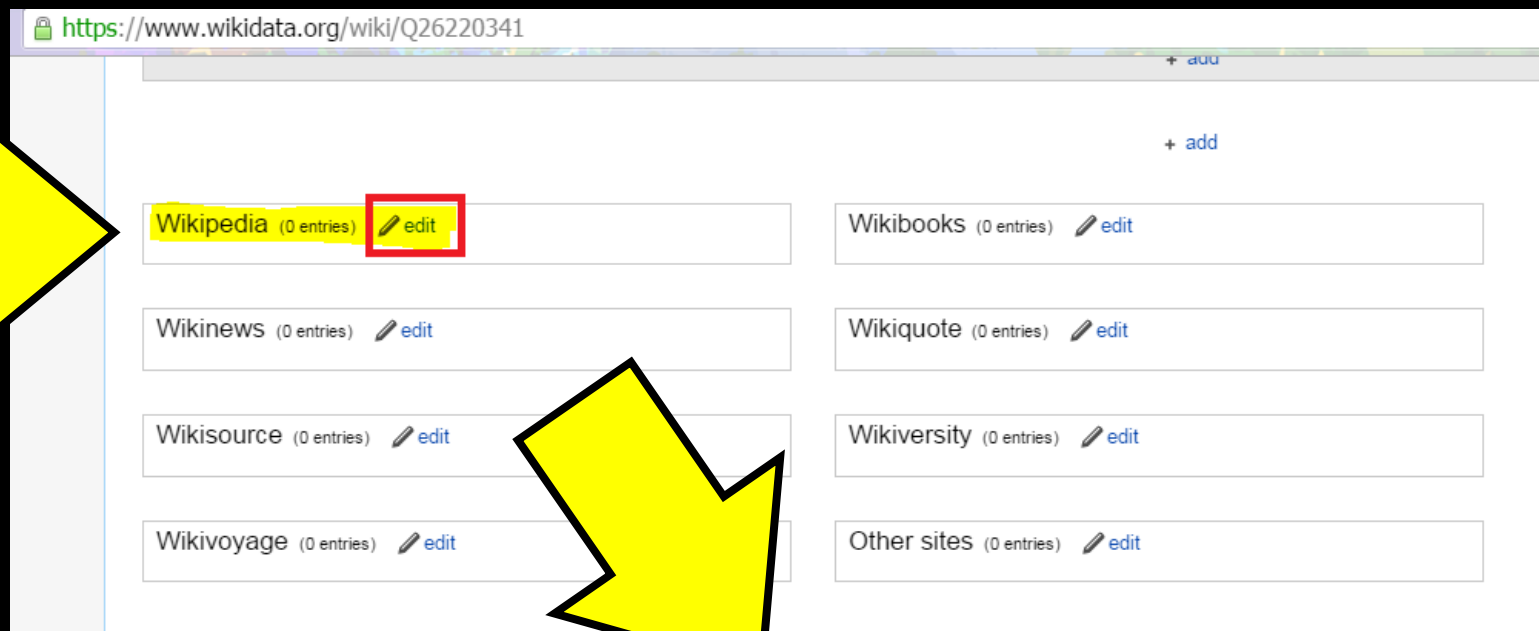 https://www.wikidata.org/wiki/Q26220341
+ add
+ add
Wikipedia (0 entries) edit
Wikibooks (0 entries) edit
Wikinews (0 entries) edit
Wikiquote (0 entries) edit
Wikisource (0 entries) edit
Wikiversity (0 entries) edit
Wikivoyage (0 entries) edit
Other sites (0 entries) edit